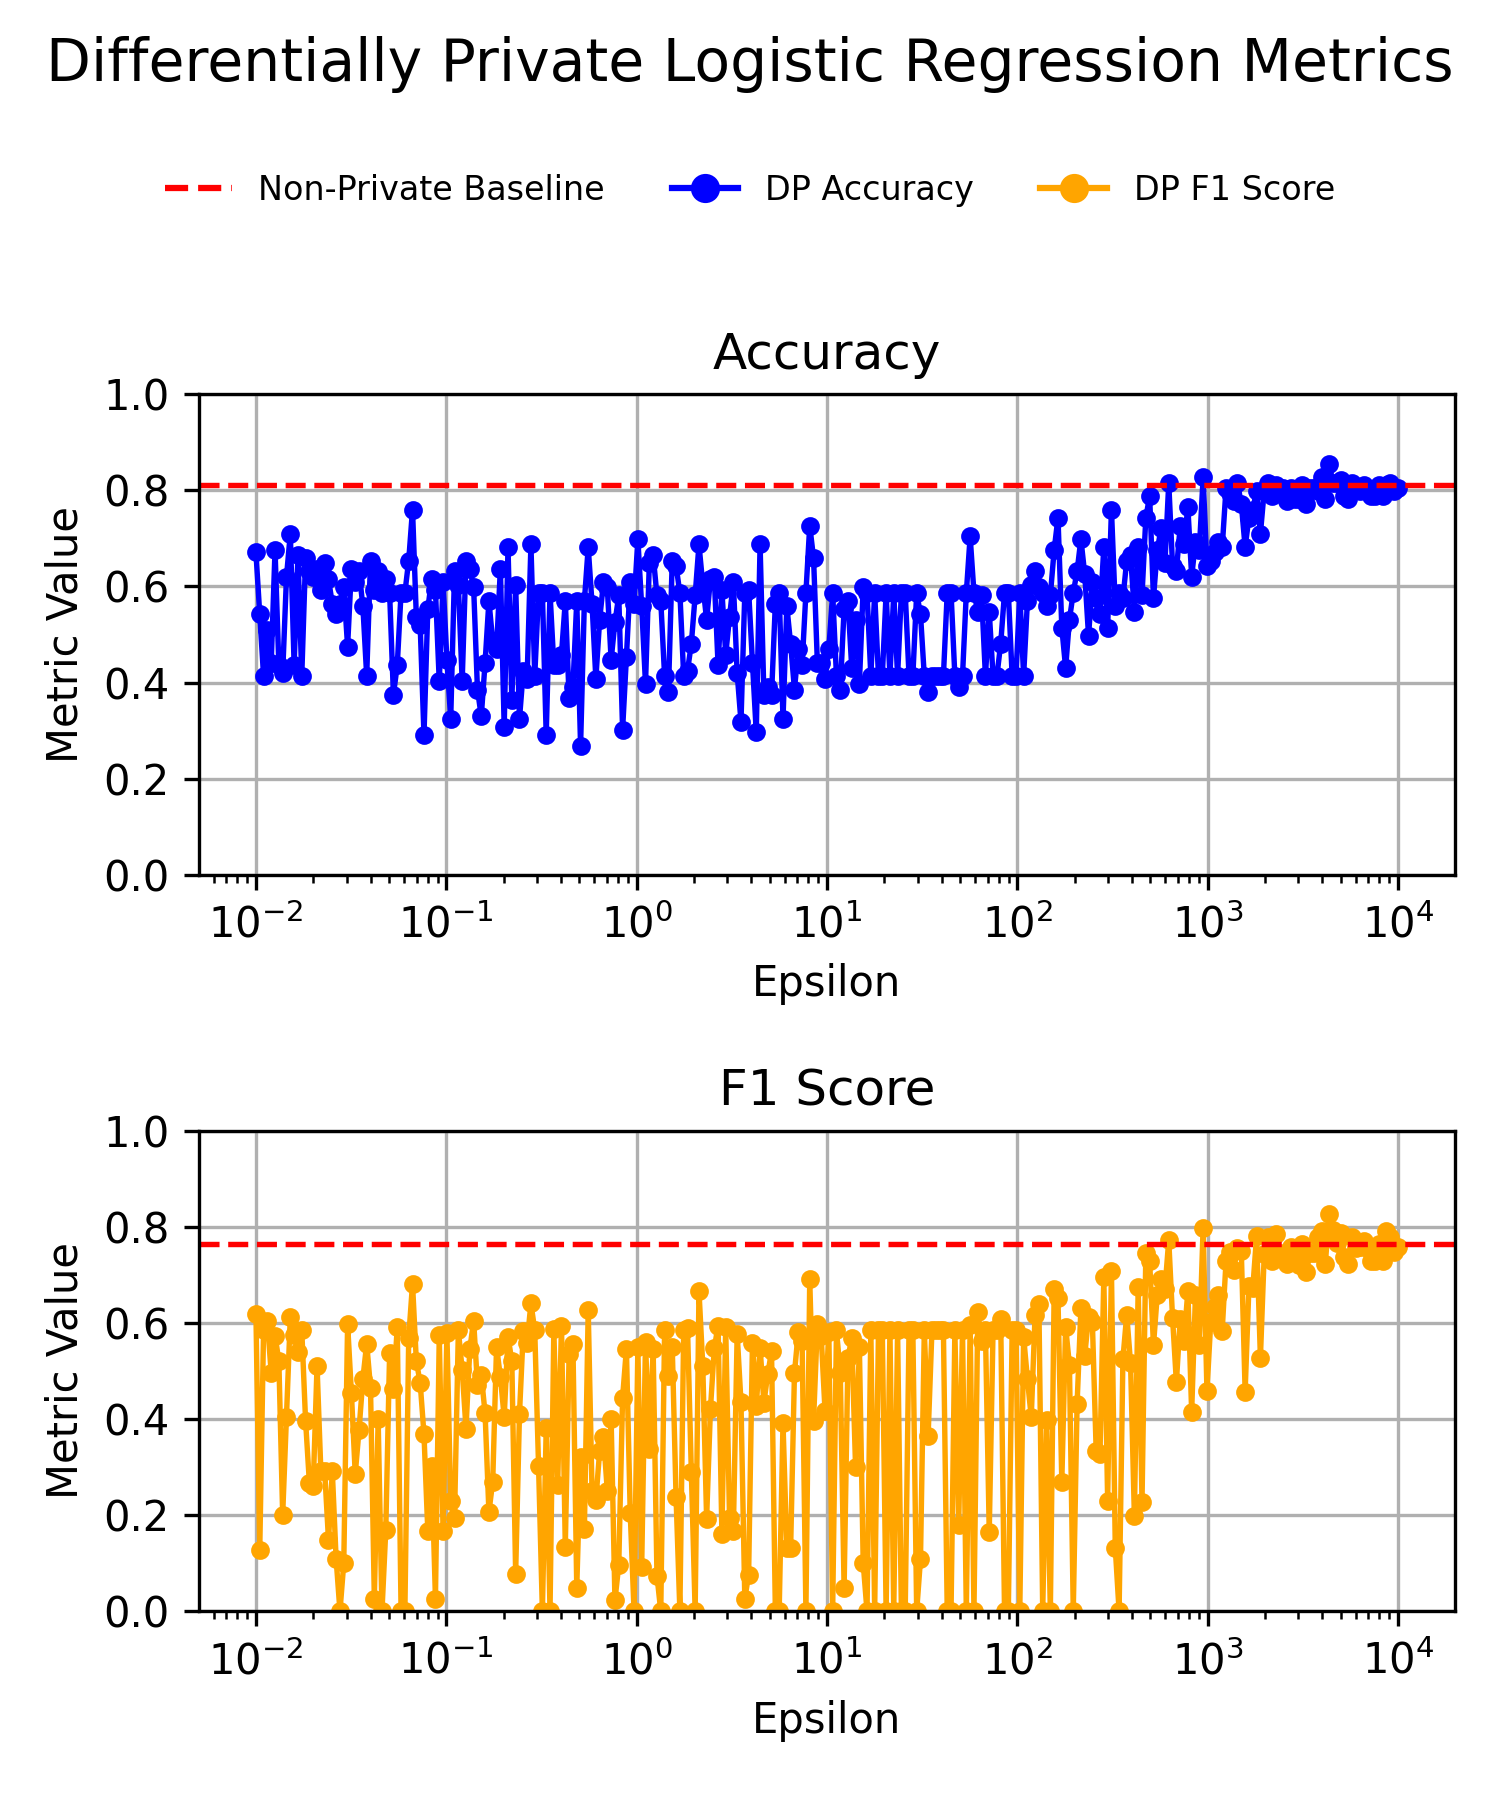 Differentially Private Logistic Regression Metrics
Non-Private Baseline DP Accuracy DP F1 Score
Accuracy
1.0
0.8
0.6
0.4
0.2
0.0
Metric Value
10⁻² 10⁻¹ 10⁰ 10¹ 10² 10³ 10⁴
Epsilon
F1 Score
1.0
0.8
0.6
0.4
0.2
0.0
Metric Value
10⁻² 10⁻¹ 10⁰ 10¹ 10² 10³ 10⁴
Epsilon